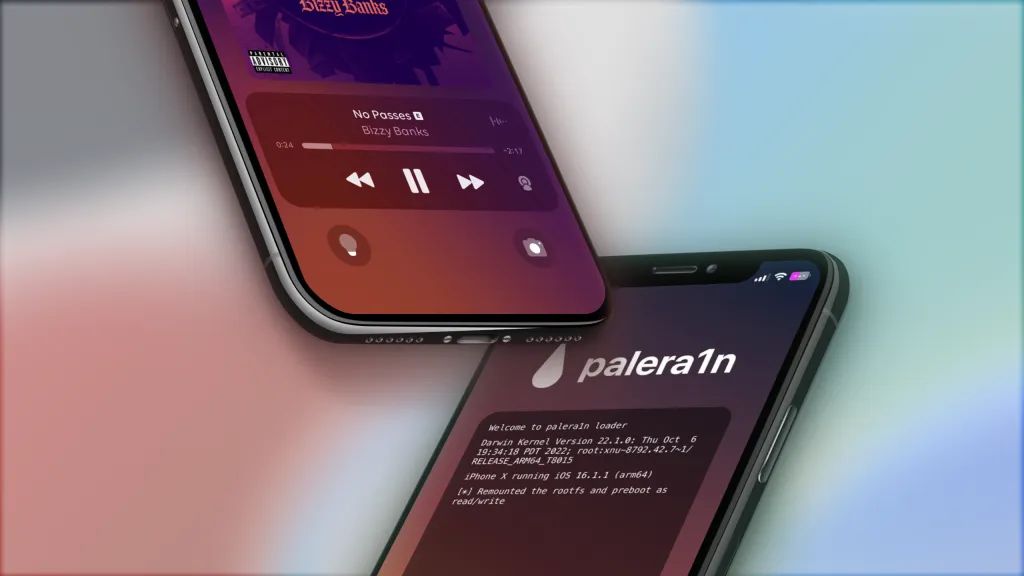 Bizzy Banks
PARENTAL
ADVISORY
EXPLICIT CONTENT
No Passes E
Bizzy Banks
0:24
-2:17
palera1n
Welcome to palera1n loader
Darwin Kernel Version 22.1.0: Thu Oct 6
19:34:18 PDT 2022; root:xnu~8792.42.7~1/
RELEASE_ARM64_T8015
iPhone X running iOS 16.1.1 (arm64)
[*] Remounted the rootfs and preboot as
read/write